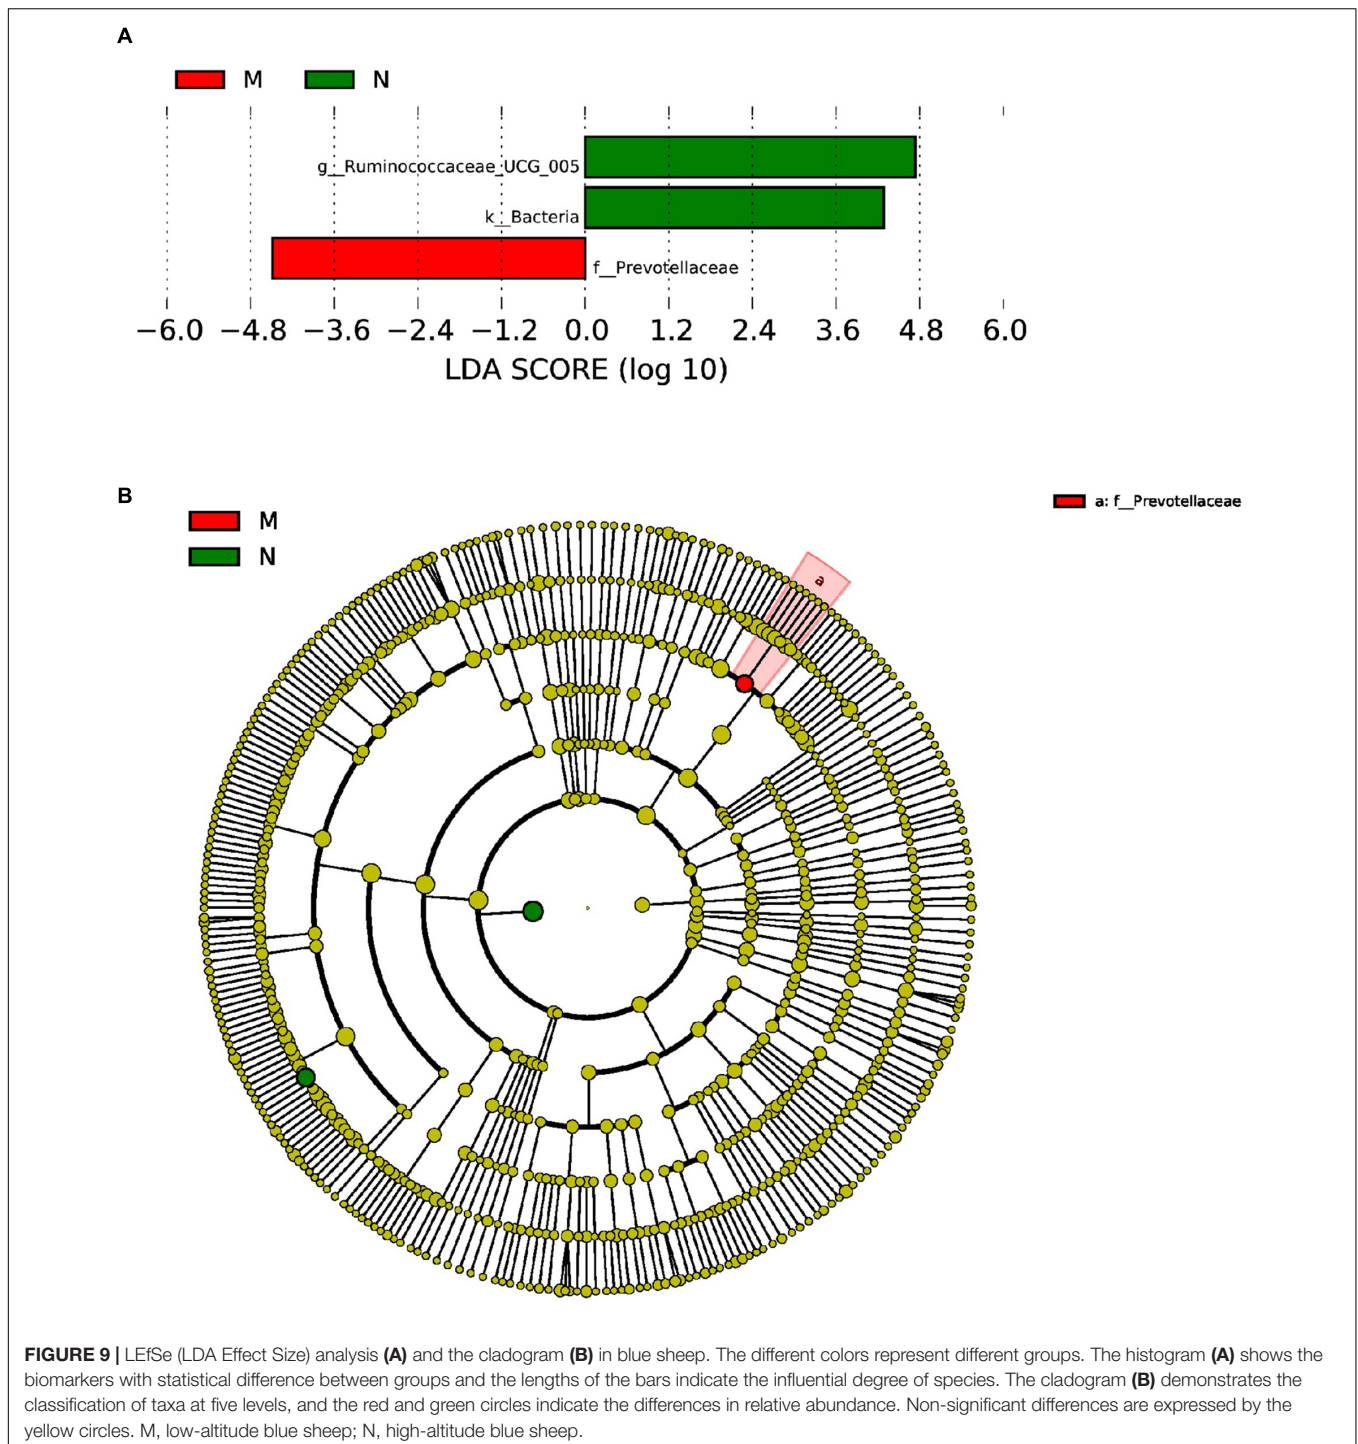 A
M N
g__Ruminococcaceae_UCG_005
k__Bacteria
f__Prevotellaceae
−6.0 −4.8 −3.6 −2.4 −1.2 0.0 1.2 2.4 3.6 4.8 6.0
LDA SCORE (log 10)
B
M
N
a: f__Prevotellaceae
a
FIGURE 9 | LEfSe (LDA Effect Size) analysis (A) and the cladogram (B) in blue sheep. The different colors represent different groups. The histogram (A) shows the
biomarkers with statistical difference between groups and the lengths of the bars indicate the influential degree of species. The cladogram (B) demonstrates the
classification of taxa at five levels, and the red and green circles indicate the differences in relative abundance. Non-significant differences are expressed by the
yellow circles. M, low-altitude blue sheep; N, high-altitude blue sheep.